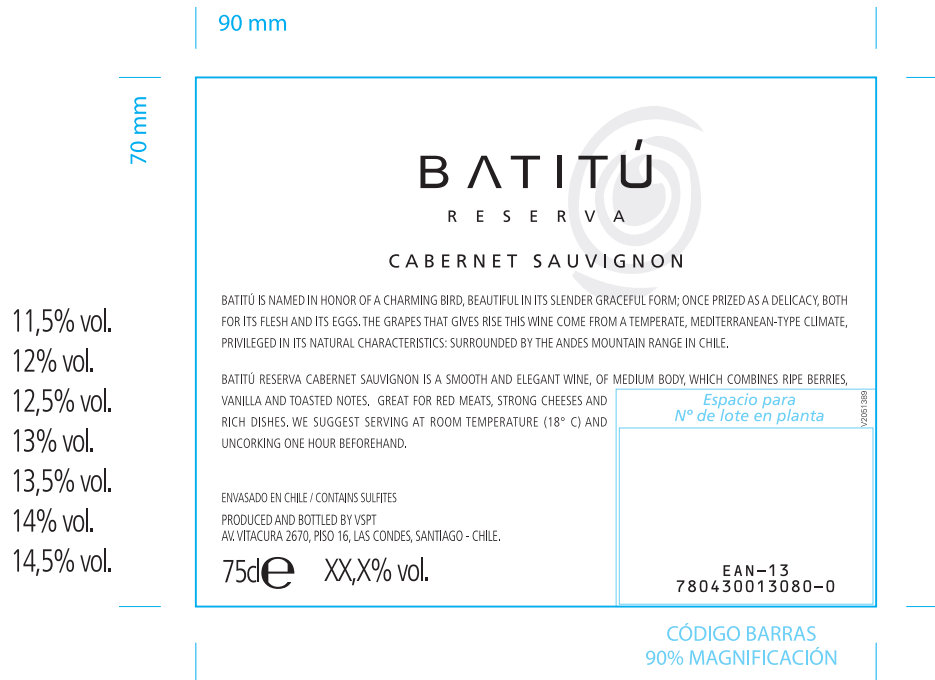 90 mm
70 mm
BATITÚ
RESERVA
CABERNET SAUVIGNON
BATITÚ IS NAMED IN HONOR OF A CHARMING BIRD, BEAUTIFUL IN ITS SLENDER GRACEFUL FORM; ONCE PRIZED AS A DELICACY, BOTH
FOR ITS FLESH AND ITS EGGS. THE GRAPES THAT GIVES RISE THIS WINE COME FROM A TEMPERATE, MEDITERRANEAN-TYPE CLIMATE,
PRIVILEGED IN ITS NATURAL CHARACTERISTICS: SURROUNDED BY THE ANDES MOUNTAIN RANGE IN CHILE.
BATITÚ RESERVA CABERNET SAUVIGNON IS A SMOOTH AND ELEGANT WINE, OF MEDIUM BODY, WHICH COMBINES RIPE BERRIES,
VANILLA AND TOASTED NOTES. GREAT FOR RED MEATS, STRONG CHEESES AND
RICH DISHES. WE SUGGEST SERVING AT ROOM TEMPERATURE (18° C) AND
UNCORKING ONE HOUR BEFOREHAND.
ENVASADO EN CHILE / CONTAINS SULFITES
PRODUCED AND BOTTLED BY VSPT
AV. VITACURA 2670, PISO 16, LAS CONDES, SANTIAGO - CHILE.
75cl e XX,X% vol.
Espacio para
Nº de lote en planta
V2051389
EAN-13
780430013080-0
11,5% vol.
12% vol.
12,5% vol.
13% vol.
13,5% vol.
14% vol.
14,5% vol.
CÓDIGO BARRAS
90% MAGNIFICACIÓN